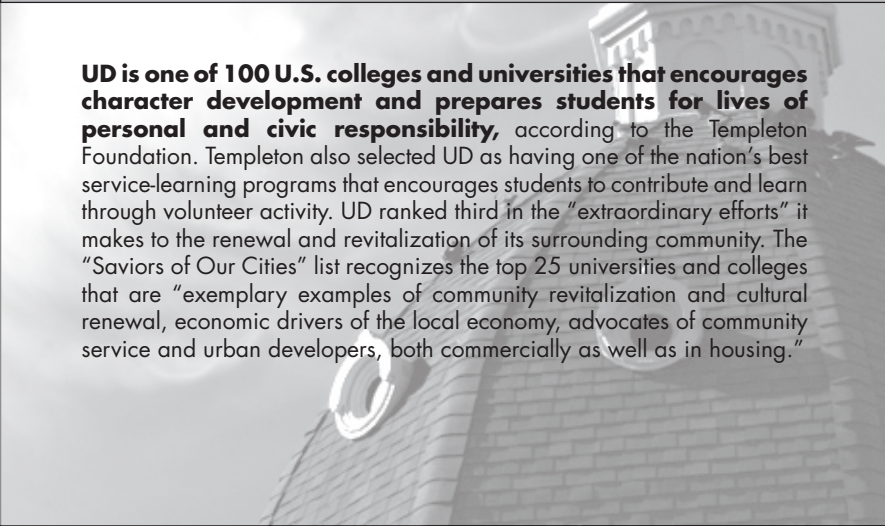 UD is one of 100 U.S. colleges and universities that encourages
character development and prepares students for lives of
personal and civic responsibility, according to the Templeton
Foundation. Templeton also selected UD as having one of the nation’s best
service-learning programs that encourages students to contribute and learn
through volunteer activity. UD ranked third in the “extraordinary efforts” it
makes to the renewal and revitalization of its surrounding community. The
“Saviors of Our Cities” list recognizes the top 25 universities and colleges
that are “exemplary examples of community revitalization and cultural
renewal, economic drivers of the local economy, advocates of community
service and urban developers, both commercially as well as in housing.”